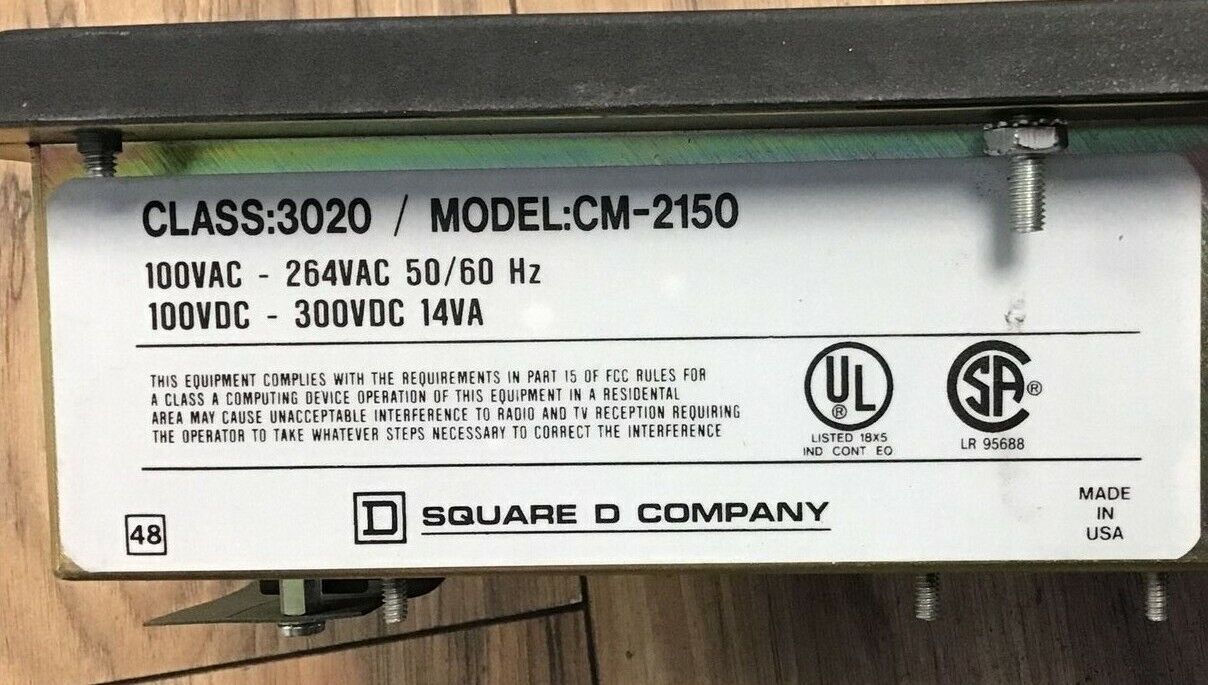 CLASS:3020 / MODEL:CM-2150
100VAC - 264VAC 50/60 Hz
100VDC - 300VDC 14VA
THIS EQUIPMENT COMPLIES WITH THE REQUIREMENTS IN PART 15 OF FCC RULES FOR
A CLASS A COMPUTING DEVICE OPERATION OF THIS EQUIPMENT IN A RESIDENTAL
AREA MAY CAUSE UNACCEPTABLE INTERFERENCE TO RADIO AND TV RECEPTION REQUIRING
THE OPERATOR TO TAKE WHATEVER STEPS NECESSARY TO CORRECT THE INTERFERENCE
UL ®
LISTED 18X5
IND CONT EQ
SA ®
LR 95688
48
D SQUARE D COMPANY
MADE
IN
USA